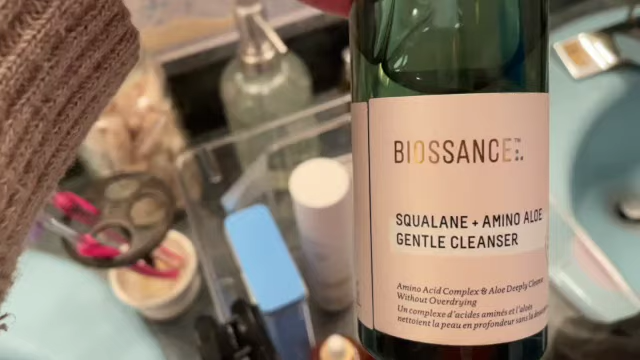 BIOSSANCE™
SQUALANE + AMINO ALOE
GENTLE CLEANSER
Amino Acid Complex & Aloe Deeply Cleanse
Without Overdrying
Un complexe d'acides aminés et l'aloès
nettoient la peau en profondeur sans la